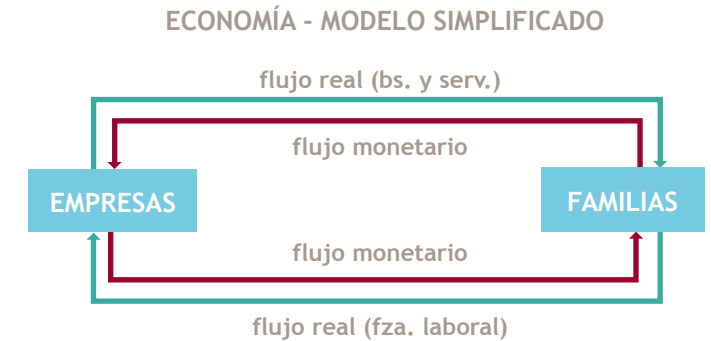 ECONOMÍA - MODELO SIMPLIFICADO
flujo real (bs. y serv.)
flujo monetario
EMPRESAS
FAMILIAS
flujo monetario
flujo real (fza. laboral)